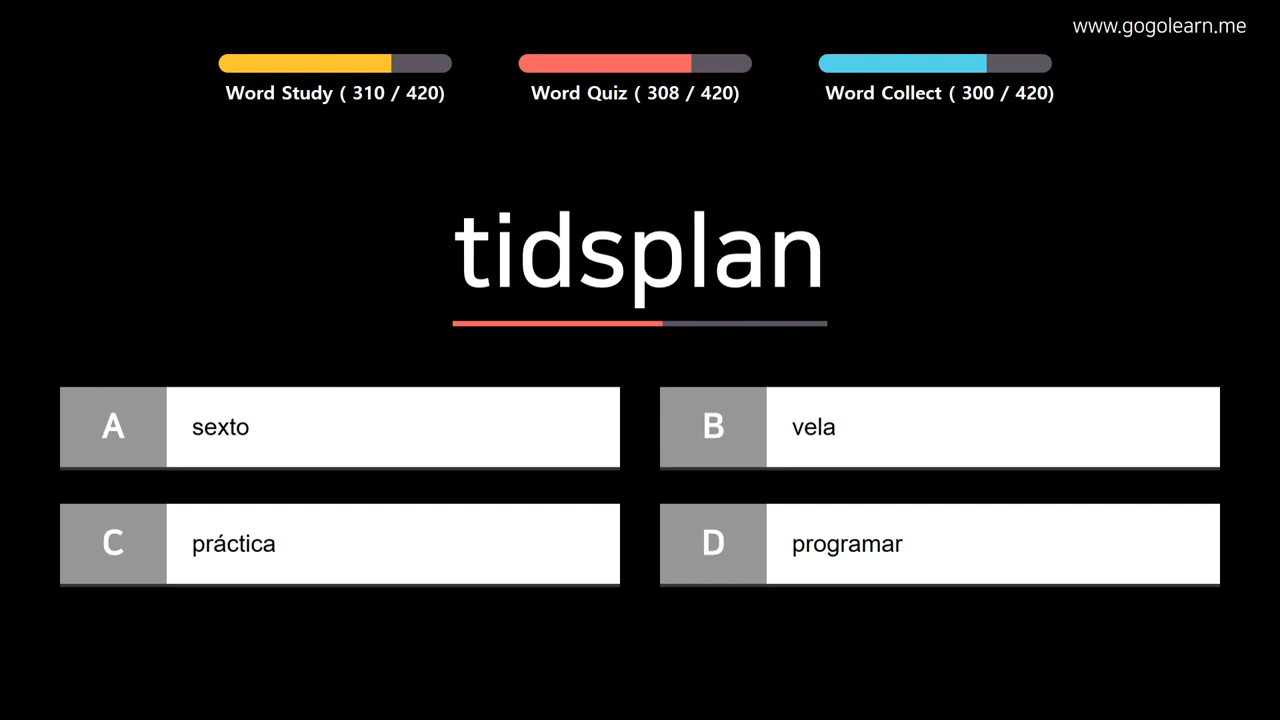 www.gogolearn.me
Word Study ( 310 / 420)
Word Quiz ( 308 / 420)
Word Collect ( 300 / 420)
tidsplan
A sexto
B vela
C práctica
D programar